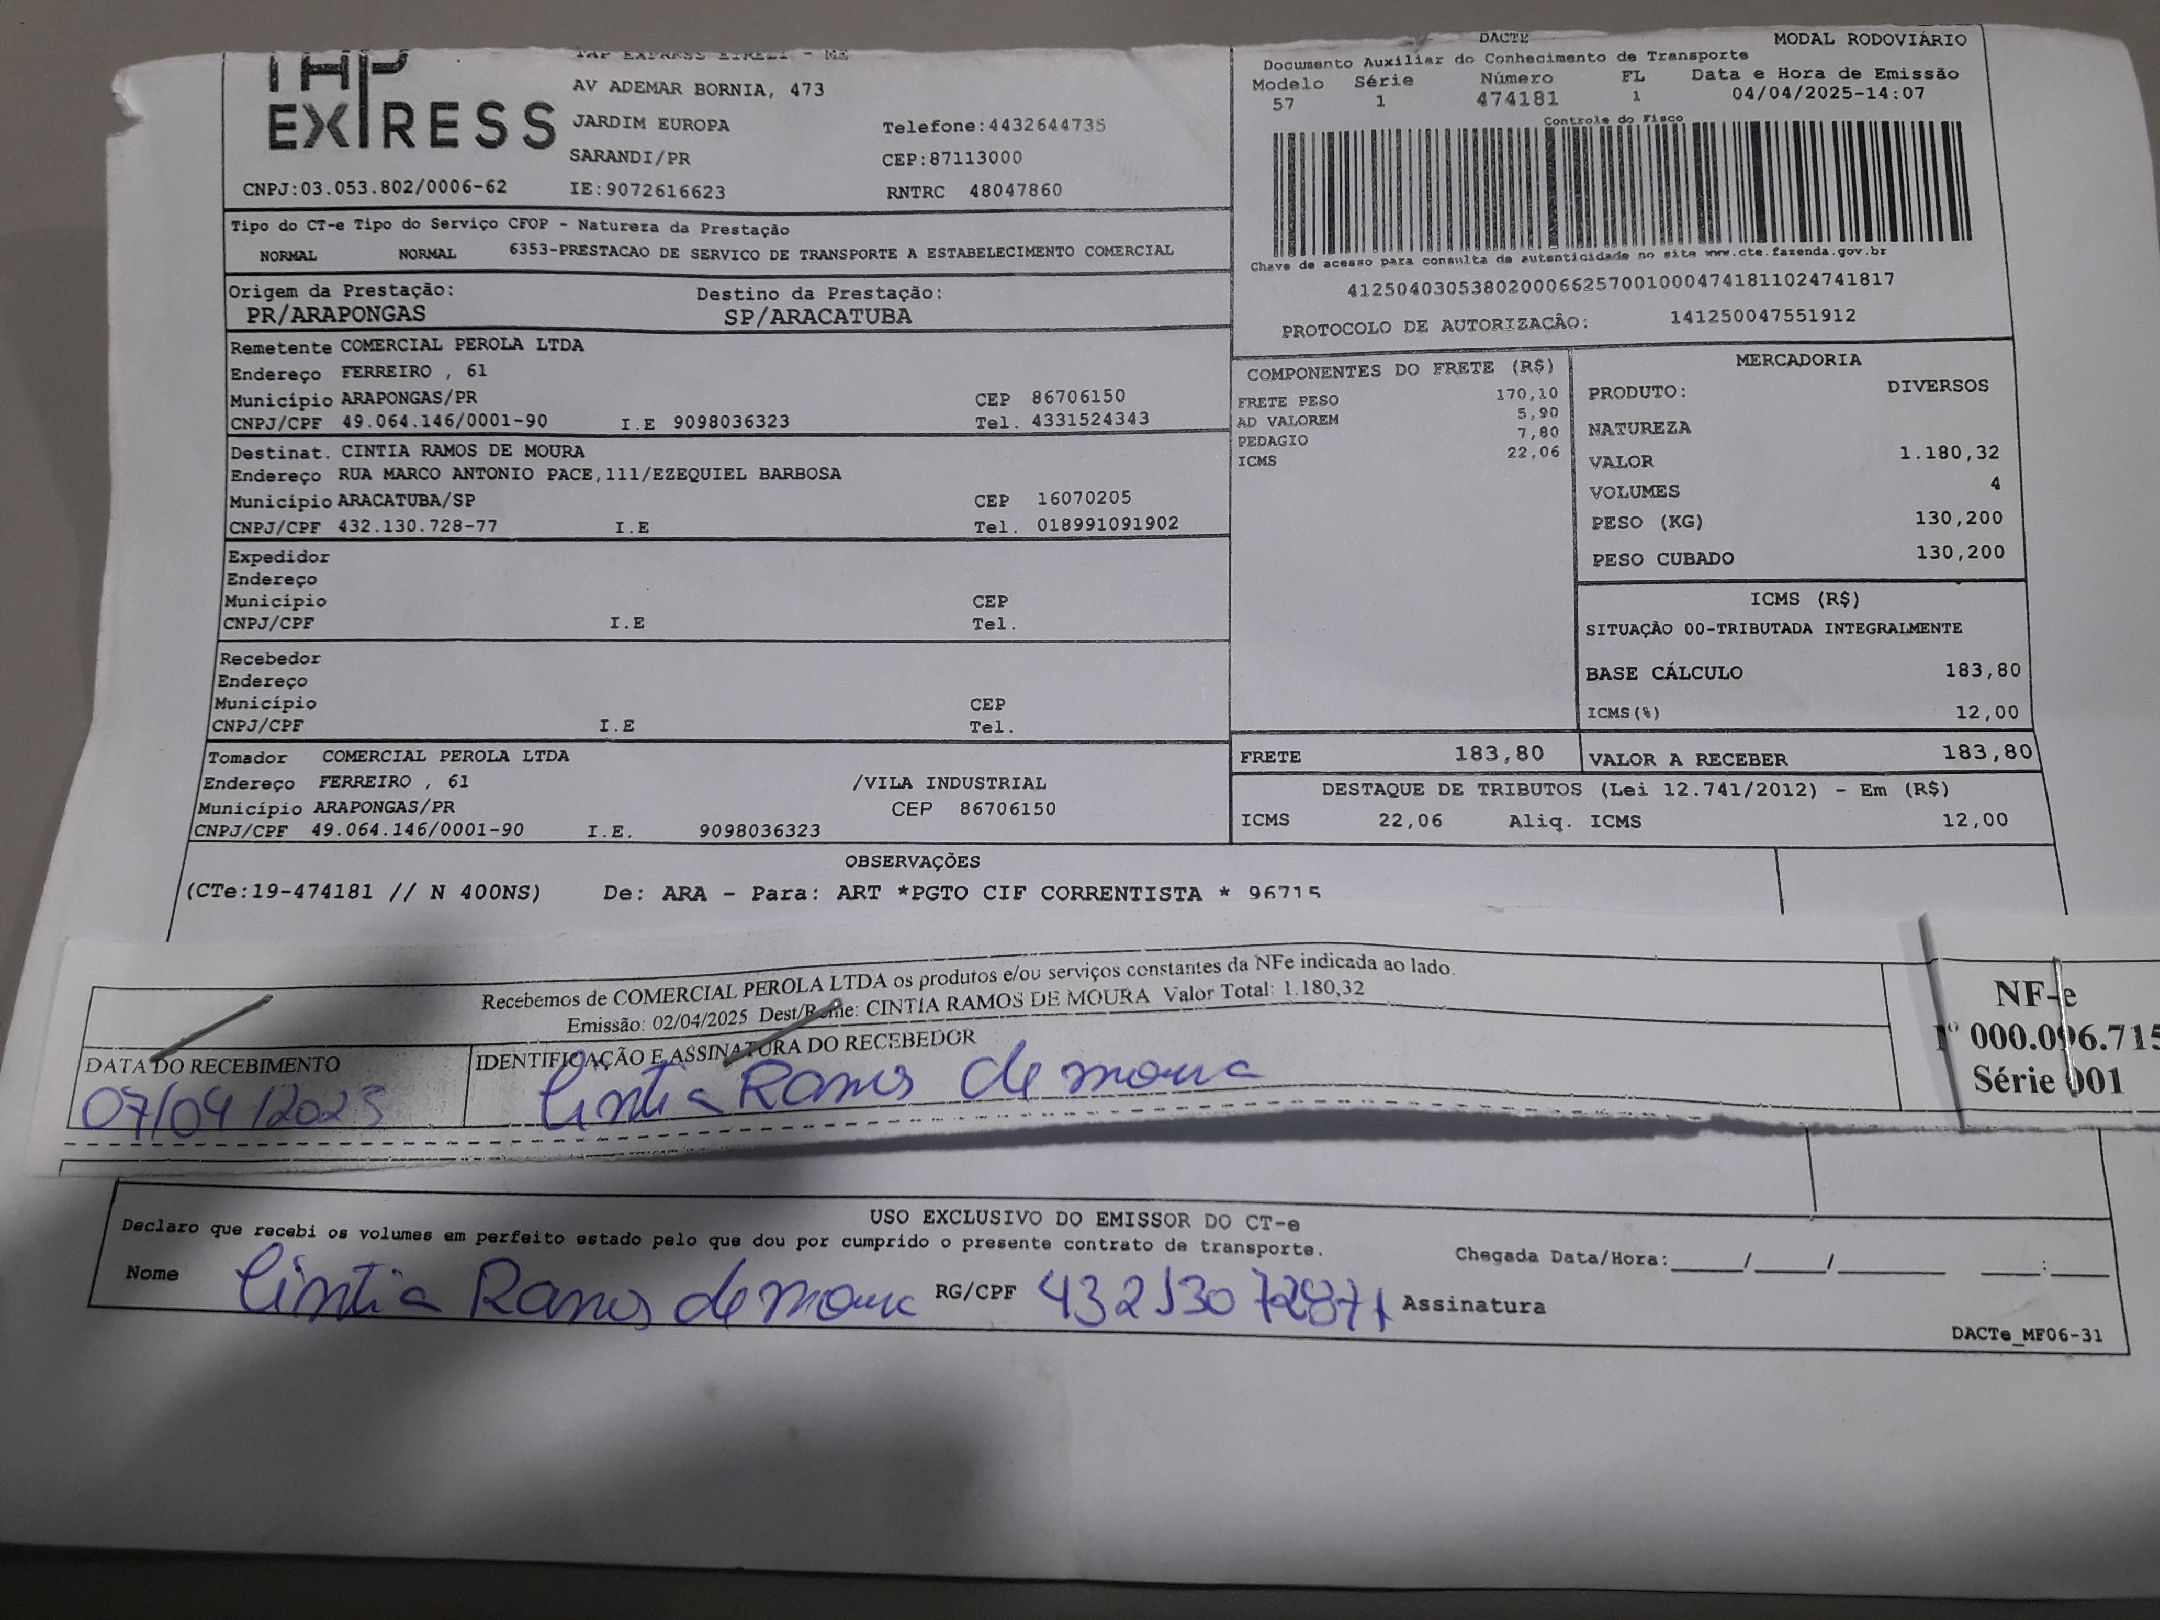 TAP EXPRESS
TAP EXPRESS EIRELI - ME
AV ADEMAR BORNIA, 473
JARDIM EUROPA Telefone:4432644735
SARANDI/PR CEP:87113000
CNPJ:03.053.802/0006-62 IE:9072616623 RNTRC 48047860
DACTE MODAL RODOVIÁRIO
Documento Auxiliar do Conhecimento de Transporte
Modelo Série Número FL Data e Hora de Emissão
57 1 474181 1 04/04/2025-14:07
Controle do Fisco
Chave de acesso para consulta de autenticidade no site www.cte.fazenda.gov.br
41250403053802000662570010004741811024741817
PROTOCOLO DE AUTORIZAÇÃO: 141250047551912
Tipo do CT-e Tipo do Serviço CFOP - Natureza da Prestação
NORMAL NORMAL 6353-PRESTACAO DE SERVICO DE TRANSPORTE A ESTABELECIMENTO COMERCIAL
Origem da Prestação: Destino da Prestação:
PR/ARAPONGAS SP/ARACATUBA
Remetente COMERCIAL PEROLA LTDA
Endereço FERREIRO , 61
Município ARAPONGAS/PR CEP 86706150
CNPJ/CPF 49.064.146/0001-90 I.E 9098036323 Tel. 4331524343
Destinat. CINTIA RAMOS DE MOURA
Endereço RUA MARCO ANTONIO PACE,111/EZEQUIEL BARBOSA
Município ARACATUBA/SP CEP 16070205
CNPJ/CPF 432.130.728-77 I.E Tel. 018991091902
Expedidor
Endereço
Município CEP
CNPJ/CPF I.E Tel.
Recebedor
Endereço
Município CEP
CNPJ/CPF I.E Tel.
Tomador COMERCIAL PEROLA LTDA
Endereço FERREIRO , 61 /VILA INDUSTRIAL
Município ARAPONGAS/PR CEP 86706150
CNPJ/CPF 49.064.146/0001-90 I.E. 9098036323
COMPONENTES DO FRETE (R$)
FRETE PESO 170,10
AD VALOREM 5,90
PEDAGIO 7,80
ICMS 22,06
MERCADORIA
PRODUTO: DIVERSOS
NATUREZA
VALOR 1.180,32
VOLUMES 4
PESO (KG) 130,200
PESO CUBADO 130,200
ICMS (R$)
SITUAÇÃO 00-TRIBUTADA INTEGRALMENTE
BASE CÁLCULO 183,80
ICMS(%) 12,00
FRETE 183,80 VALOR A RECEBER 183,80
DESTAQUE DE TRIBUTOS (Lei 12.741/2012) - Em (R$)
ICMS 22,06 Aliq. ICMS 12,00
OBSERVAÇÕES
(CTe:19-474181 // N 400NS) De: ARA - Para: ART *PGTO CIF CORRENTISTA * 96715
Recebemos de COMERCIAL PEROLA LTDA os produtos e/ou serviços constantes da NFe indicada ao lado.
Emissão: 02/04/2025 Dest/Reme: CINTIA RAMOS DE MOURA Valor Total: 1.180,32
DATA DO RECEBIMENTO IDENTIFICAÇÃO E ASSINATURA DO RECEBEDOR
07/04/2025 Cintia Ramos de moura
NF-e
Nº 000.096.715
Série 001
USO EXCLUSIVO DO EMISSOR DO CT-e
Declaro que recebi os volumes em perfeito estado pelo que dou por cumprido o presente contrato de transporte. Chegada Data/Hora:____/____/______ ___:___
Nome Cintia Ramos de moura RG/CPF Assinatura
DACTe_MF06-31